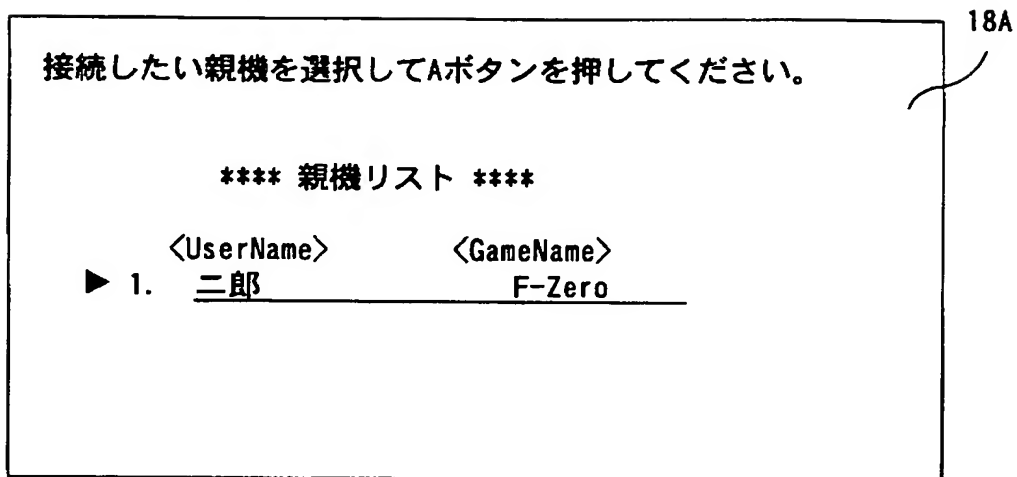 18A
接続したい親機を選択してAボタンを押してください。
**** 親機リスト ****
<UserName> <GameName>
▶ 1. 二郎 F-Zero